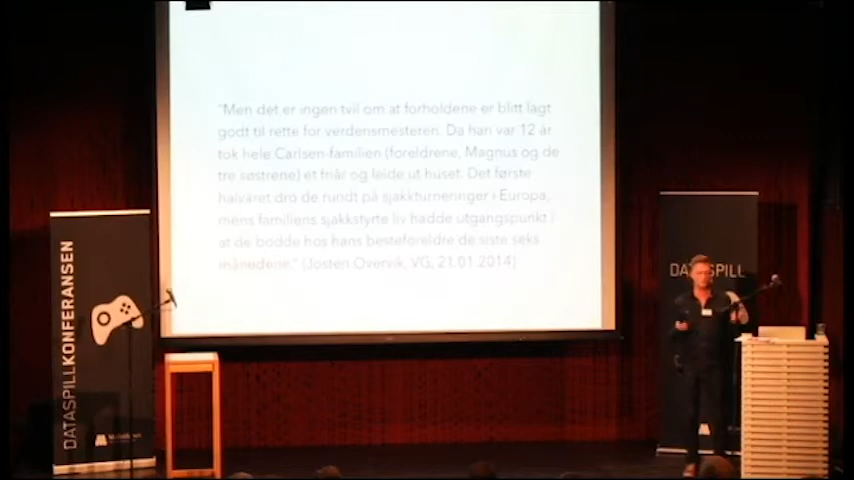 "Men det er ingen tvil om at forholdene er blitt lagt
godt til rette for verdensmesteren. Da han var 12 år
tok hele Carlsen-familien (foreldrene, Magnus og de
tre søstrene) et friår og leide ut huset. Det første
halvåret dro de rundt på sjakkturneringer i Europa,
mens familiens sjakkstyrte liv hadde utgangspunkt i
at de bodde hos hans besteforeldre de siste seks
månedene." (Jostein Overvik, VG, 21.01.2014)
DATASPILLKONFERANSEN
DATASPILL